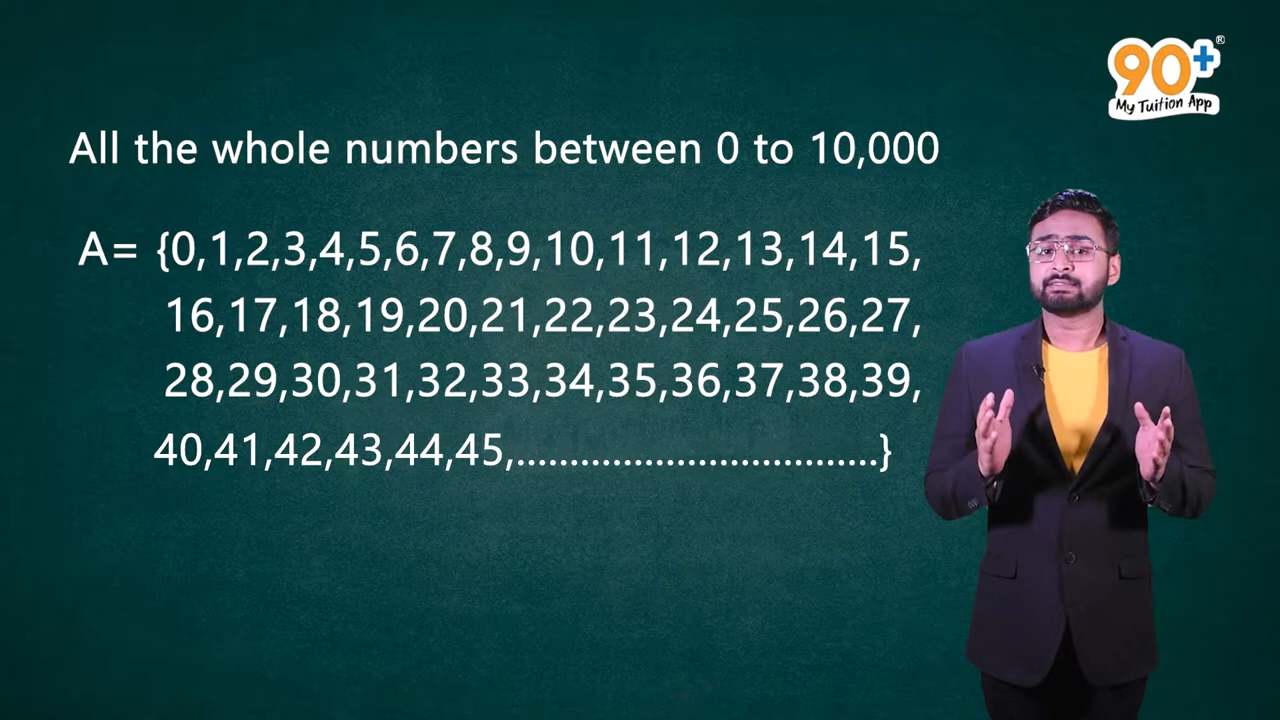 90+®
My Tuition App
All the whole numbers between 0 to 10,000
A= {0,1,2,3,4,5,6,7,8,9,10,11,12,13,14,15,
16,17,18,19,20,21,22,23,24,25,26,27,
28,29,30,31,32,33,34,35,36,37,38,39,
40,41,42,43,44,45,..................................}